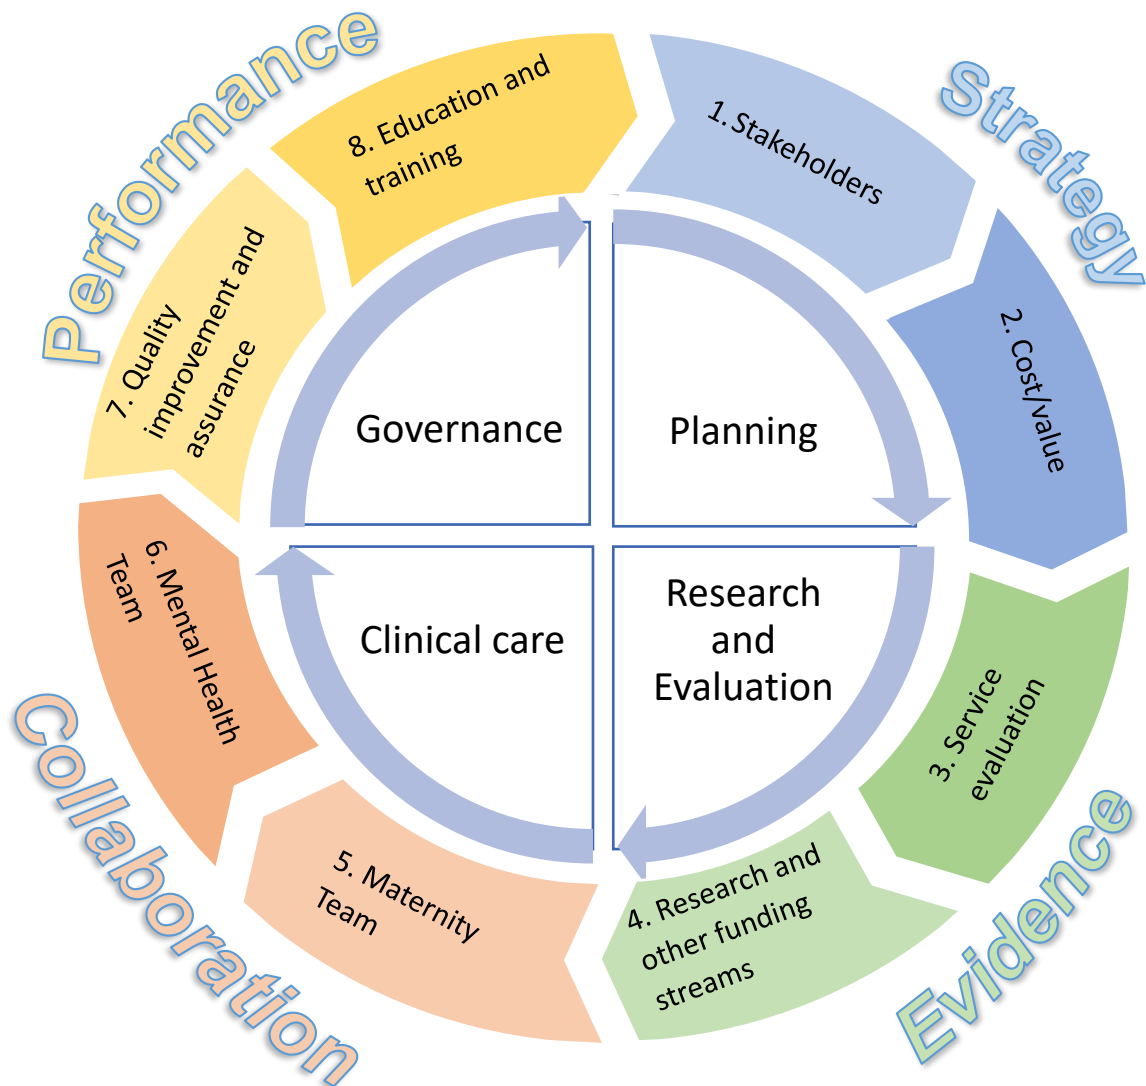 Performance
Strategy
Collaboration
Evidence
1. Stakeholders
2. Cost/value
3. Service
evaluation
4. Research and
other funding
streams
5. Maternity
Team
6. Mental Health
Team
7. Quality
improvement and
assurance
8. Education and
training
Governance
Planning
Clinical care
Research
and
Evaluation